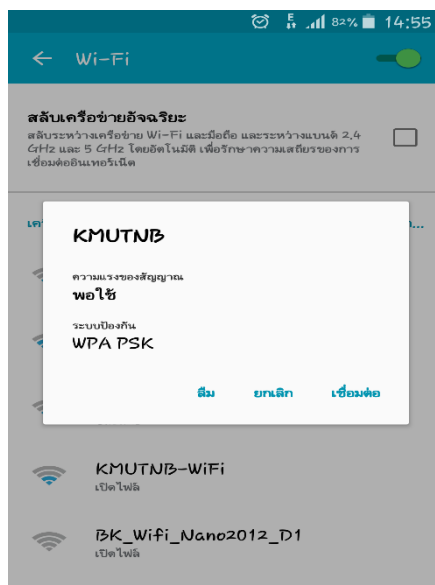 82% 14:55
Wi-Fi
สลับเครือข่ายอัจฉริยะ
สลับระหว่างเครือข่าย Wi-Fi และมือถือ และระหว่างแบนด์ 2.4
GHz และ 5 GHz โดยอัตโนมัติ เพื่อรักษาความเสถียรของการ
เชื่อมต่ออินเทอร์เน็ต
KMUTNB
ความแรงของสัญญาณ
พอใช้
ระบบป้องกัน
WPA PSK
ลืม ยกเลิก เชื่อมต่อ
KMUTNB-WiFi
เปิดไฟล์
BK_Wifi_Nano2012_D1
เปิดไฟล์